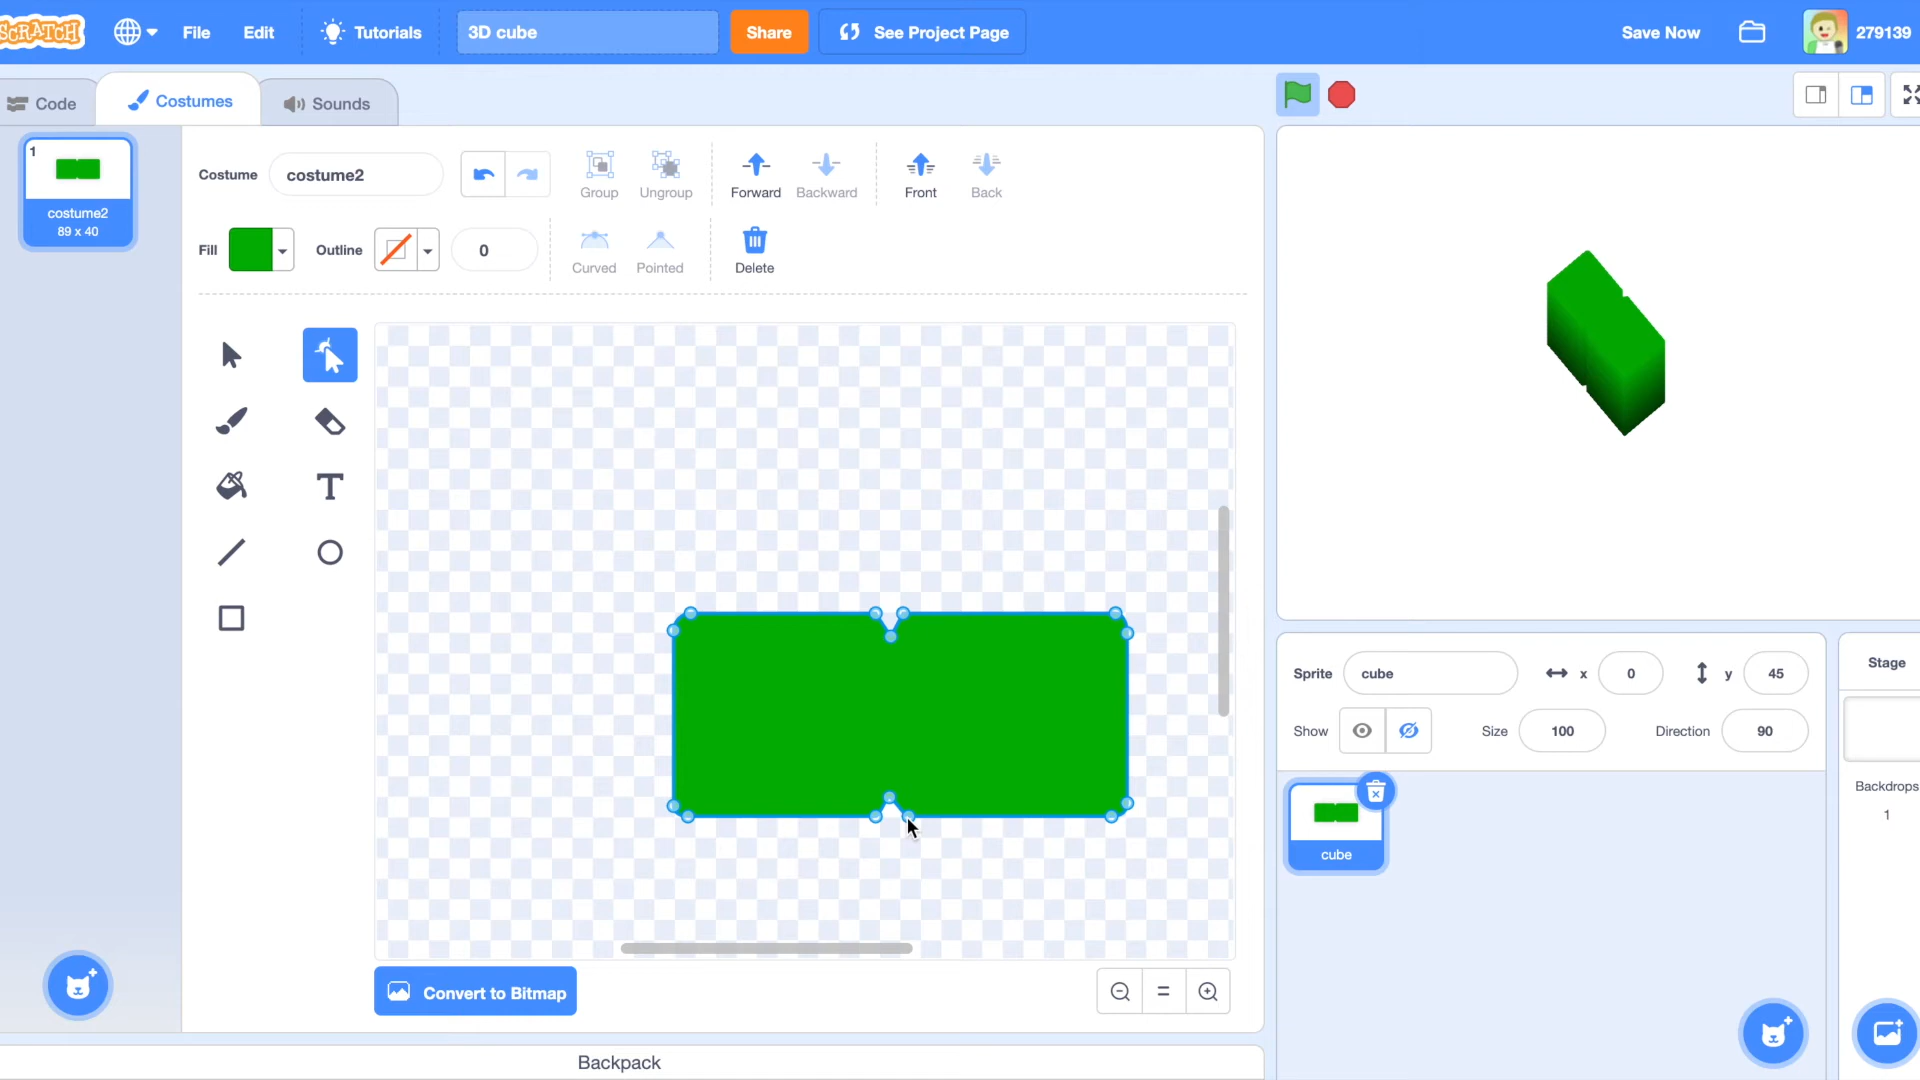 SCRATCH File Edit Tutorials 3D cube Share See Project Page Save Now 279139
Code Costumes Sounds
1
costume2
89 x 40
Costume costume2 Group Ungroup Forward Backward Front Back
Fill Outline 0 Curved Pointed Delete
T
Convert to Bitmap
=
Backpack
Sprite cube x 0 y 45
Show Size 100 Direction 90
cube
Stage
Backdrops
1